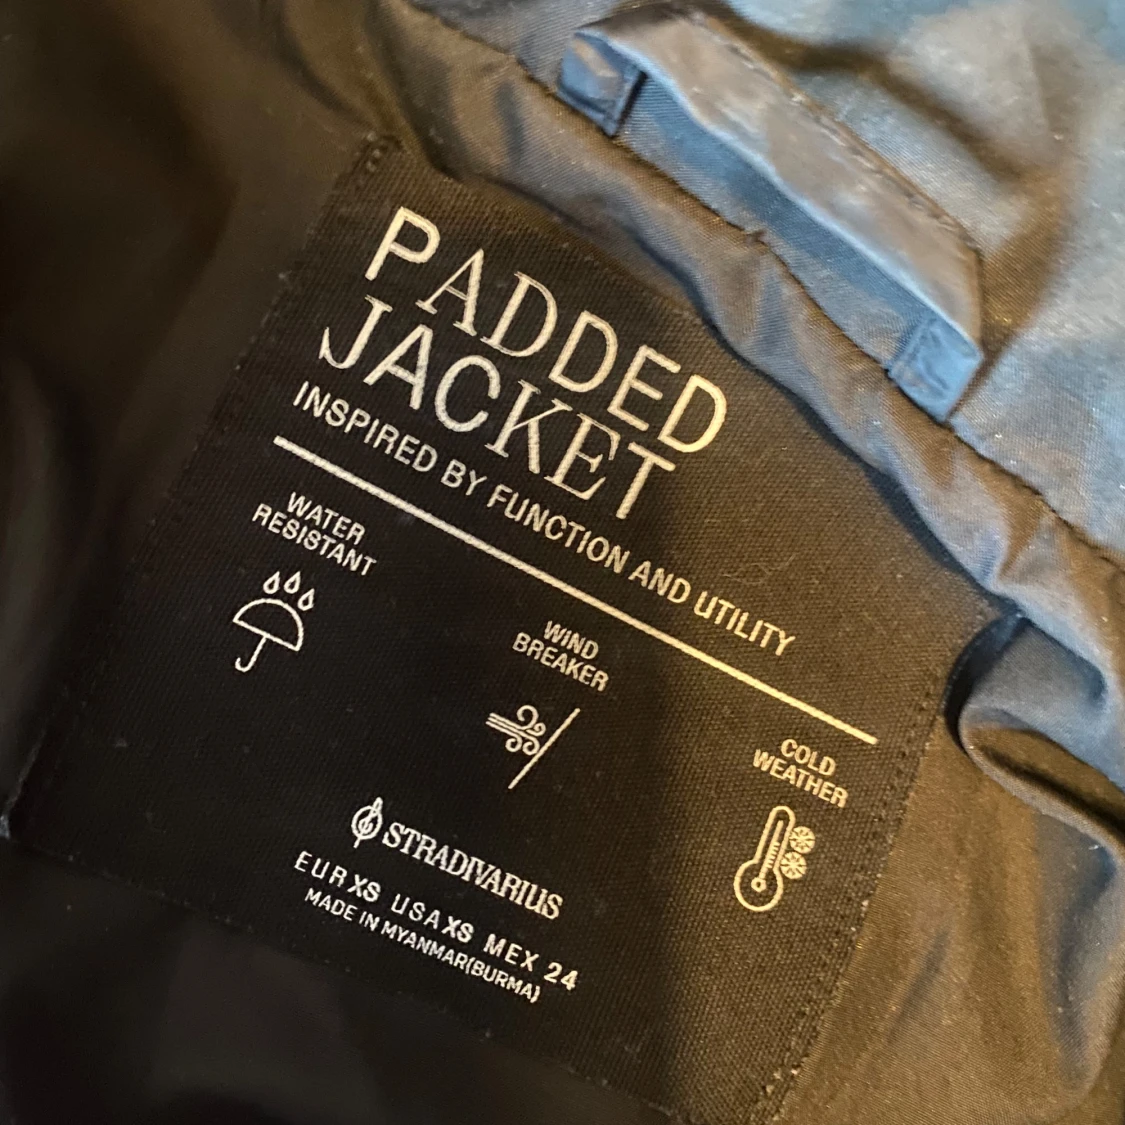 PADDED
JACKET
INSPIRED BY FUNCTION AND UTILITY
WATER
RESISTANT
WIND
BREAKER
COLD
WEATHER
STRADIVARIUS
EUR XS USA XS MEX 24
MADE IN MYANMAR(BURMA)